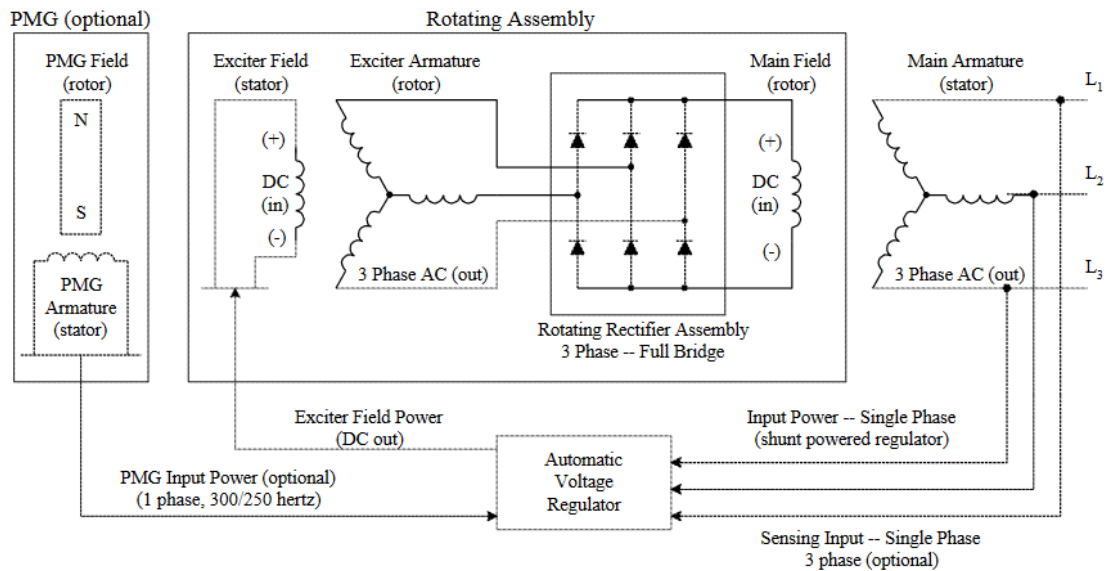 PMG (optional)
Rotating Assembly
PMG Field
(rotor)
N
S
PMG
Armature
(stator)
Exciter Field
(stator)
(+)
DC
(in)
(-)
Exciter Armature
(rotor)
3 Phase AC (out)
Main Field
(rotor)
(+)
DC
(in)
(-)
Rotating Rectifier Assembly
3 Phase -- Full Bridge
Main Armature
(stator)
3 Phase AC (out)
L1
L2
L3
Exciter Field Power
(DC out)
Input Power -- Single Phase
(shunt powered regulator)
PMG Input Power (optional)
(1 phase, 300/250 hertz)
Automatic
Voltage
Regulator
Sensing Input -- Single Phase
3 phase (optional)